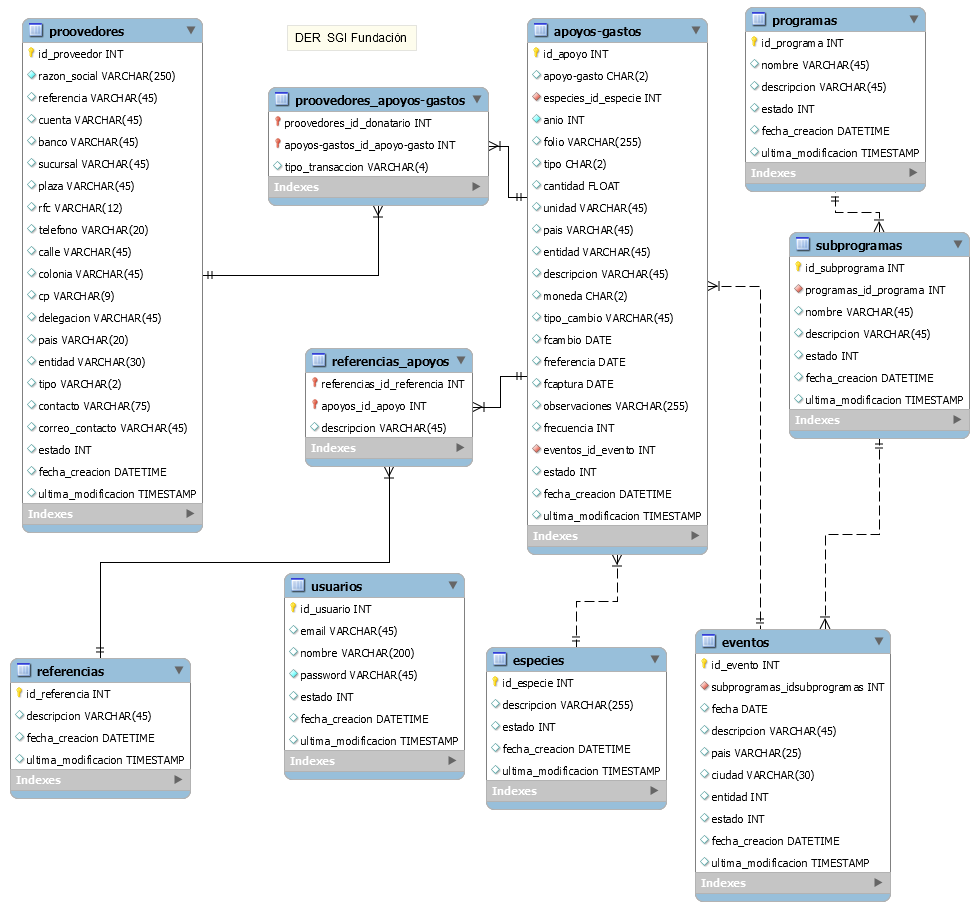 proovedores
id_proveedor INT
razon_social VARCHAR(250)
referencia VARCHAR(45)
cuenta VARCHAR(45)
banco VARCHAR(45)
sucursal VARCHAR(45)
plaza VARCHAR(45)
rfc VARCHAR(12)
telefono VARCHAR(20)
calle VARCHAR(45)
colonia VARCHAR(45)
cp VARCHAR(9)
delegacion VARCHAR(45)
pais VARCHAR(20)
entidad VARCHAR(30)
tipo VARCHAR(2)
contacto VARCHAR(75)
correo_contacto VARCHAR(45)
estado INT
fecha_creacion DATETIME
ultima_modificacion TIMESTAMP
Indexes
DER SGI Fundación
proovedores_apoyos-gastos
proovedores_id_donatario INT
apoyos-gastos_id_apoyo-gasto INT
tipo_transaccion VARCHAR(4)
Indexes
apoyos-gastos
id_apoyo INT
apoyo-gasto CHAR(2)
especies_id_especie INT
anio INT
folio VARCHAR(255)
tipo CHAR(2)
cantidad FLOAT
unidad VARCHAR(45)
pais VARCHAR(45)
entidad VARCHAR(45)
descripcion VARCHAR(45)
moneda CHAR(2)
tipo_cambio VARCHAR(45)
fcambio DATE
freferencia DATE
fcaptura DATE
observaciones VARCHAR(255)
frecuencia INT
eventos_id_evento INT
estado INT
fecha_creacion DATETIME
ultima_modificacion TIMESTAMP
Indexes
programas
id_programa INT
nombre VARCHAR(45)
descripcion VARCHAR(45)
estado INT
fecha_creacion DATETIME
ultima_modificacion TIMESTAMP
Indexes
subprogramas
id_subprograma INT
programas_id_programa INT
nombre VARCHAR(45)
descripcion VARCHAR(45)
estado INT
fecha_creacion DATETIME
ultima_modificacion TIMESTAMP
Indexes
referencias_apoyos
referencias_id_referencia INT
apoyos_id_apoyo INT
descripcion VARCHAR(45)
Indexes
referencias
id_referencia INT
descripcion VARCHAR(45)
fecha_creacion DATETIME
ultima_modificacion TIMESTAMP
Indexes
usuarios
id_usuario INT
email VARCHAR(45)
nombre VARCHAR(200)
password VARCHAR(45)
estado INT
fecha_creacion DATETIME
ultima_modificacion TIMESTAMP
Indexes
especies
id_especie INT
descripcion VARCHAR(255)
estado INT
fecha_creacion DATETIME
ultima_modificacion TIMESTAMP
Indexes
eventos
id_evento INT
subprogramas_idsubprogramas INT
fecha DATE
descripcion VARCHAR(45)
pais VARCHAR(25)
ciudad VARCHAR(30)
entidad INT
estado INT
fecha_creacion DATETIME
ultima_modificacion TIMESTAMP
Indexes